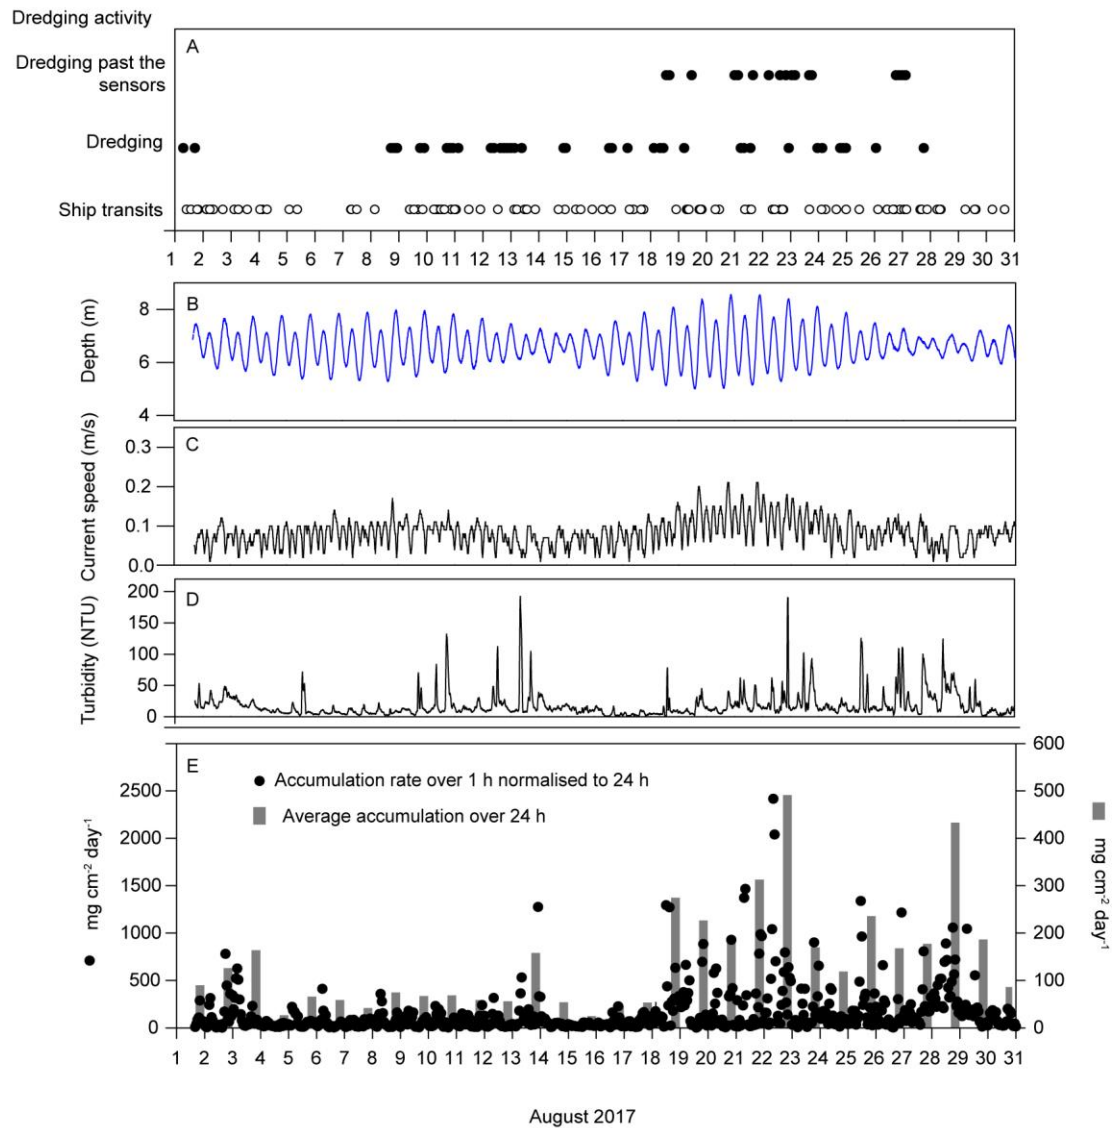 Dredging activity
A
Dredging past the
sensors
Dredging
Ship transits
1 2 3 4 5 6 7 8 9 10 11 12 13 14 15 16 17 18 19 20 21 22 23 24 25 26 27 28 29 30 31
B
Depth (m)
8
6
4
C
Current speed (m/s)
0.3
0.2
0.1
0.0
D
Turbidity (NTU)
200
150
100
50
0
E
● Accumulation rate over 1 h normalised to 24 h
Average accumulation over 24 h
mg cm⁻² day⁻¹
2500
2000
1500
1000
500
0
600
500
400
300
200
100
0
mg cm⁻² day⁻¹
1 2 3 4 5 6 7 8 9 10 11 12 13 14 15 16 17 18 19 20 21 22 23 24 25 26 27 28 29 30 31
August 2017